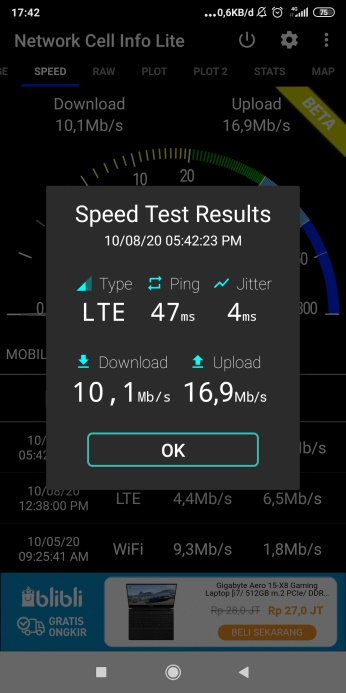 17:42
...0,6KB/d 4G 75
Network Cell Info Lite
SPEED RAW PLOT PLOT 2 STATS MAP
Download Upload
10,1Mb/s 16,9Mb/s
BETA
10 20
0
MOBIL
Speed Test Results
10/08/20 05:42:23 PM
Type Ping Jitter
LTE 47ms 4ms
Download Upload
10,1Mb/s 16,9Mb/s
OK
10/08/20
12:38:00 PM LTE 4,4Mb/s 6,5Mb/s
10/05/20
09:25:41 AM WiFi 9,3Mb/s 1,8Mb/s
blibli
GRATIS
ONGKIR
Gigabyte Aero 15-X8 Gaming
Laptop [i7/ 512GB m.2 PCIe/ DDR...
Rp 28,0 JT Rp 27,0 JT
BELI SEKARANG